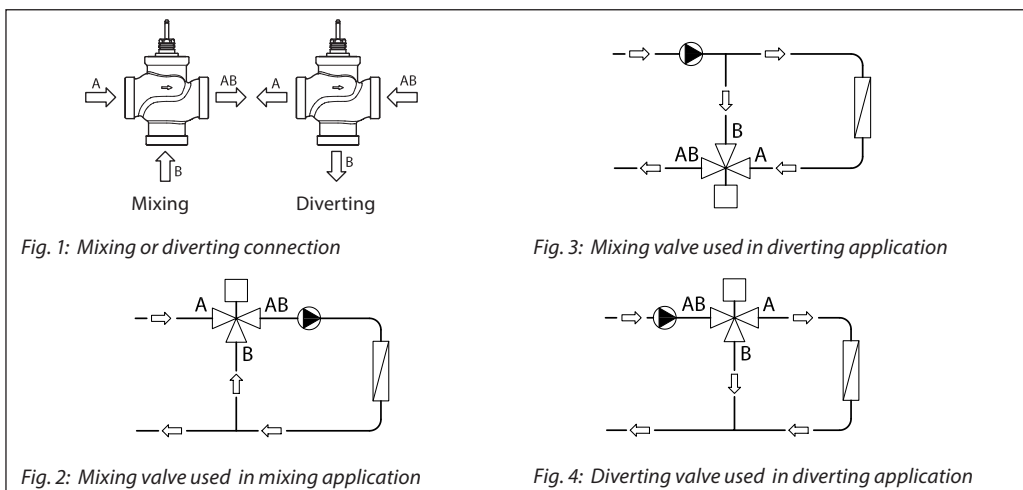 A
AB
A
AB
B
B
Mixing
Diverting
Fig. 1: Mixing or diverting connection
B
AB
A
Fig. 3: Mixing valve used in diverting application
A
AB
B
Fig. 2: Mixing valve used in mixing application
AB
A
B
Fig. 4: Diverting valve used in diverting application